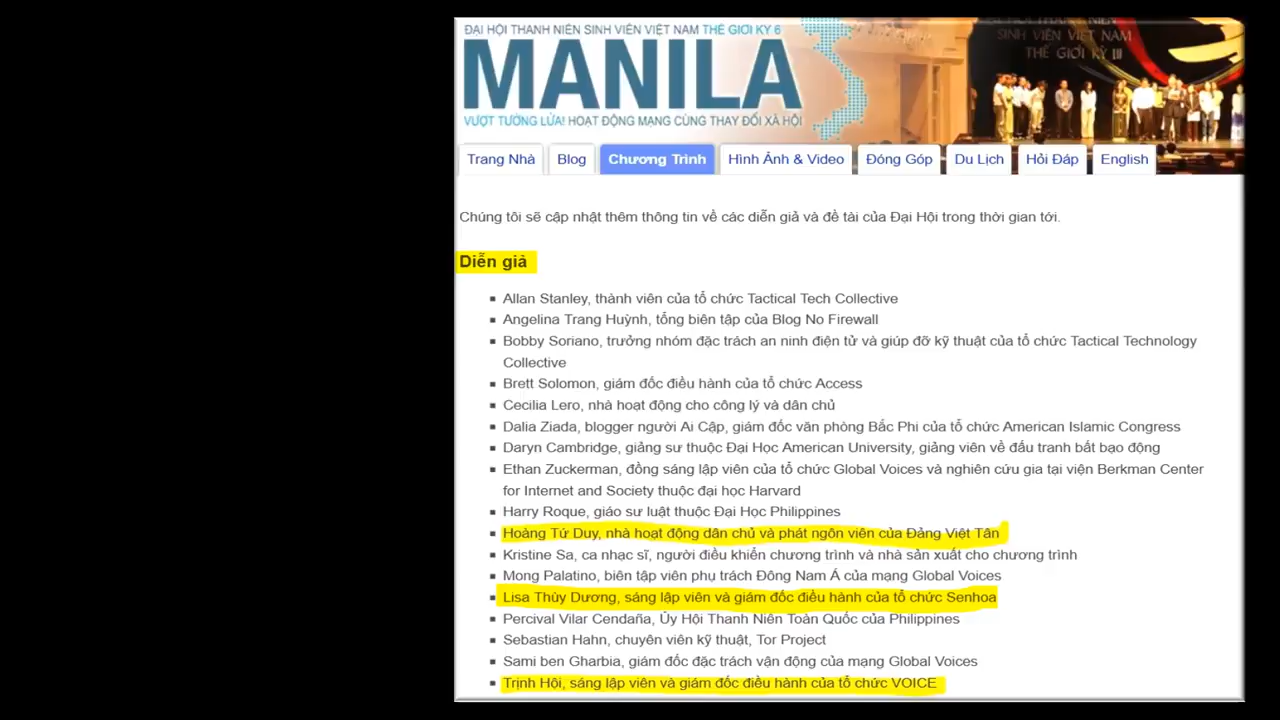 ĐẠI HỘI THANH NIÊN SINH VIÊN VIỆT NAM THẾ GIỚI KỲ 6
MANILA
VƯỢT TƯỜNG LỬA! HOẠT ĐỘNG MẠNG CÙNG THAY ĐỔI XÃ HỘI
ĐẠI HỘI THANH NIÊN
SINH VIÊN VIỆT NAM
THẾ GIỚI KỲ III
Trang Nhà Blog Chương Trình Hình Ảnh & Video Đóng Góp Du Lịch Hỏi Đáp English
Chúng tôi sẽ cập nhật thêm thông tin về các diễn giả và đề tài của Đại Hội trong thời gian tới.
Diễn giả
Allan Stanley, thành viên của tổ chức Tactical Tech Collective
Angelina Trang Huỳnh, tổng biên tập của Blog No Firewall
Bobby Soriano, trưởng nhóm đặc trách an ninh điện tử và giúp đỡ kỹ thuật của tổ chức Tactical Technology
Collective
Brett Solomon, giám đốc điều hành của tổ chức Access
Cecilia Lero, nhà hoạt động cho công lý và dân chủ
Dalia Ziada, blogger người Ai Cập, giám đốc văn phòng Bắc Phi của tổ chức American Islamic Congress
Daryn Cambridge, giảng sư thuộc Đại Học American University, giảng viên về đấu tranh bất bạo động
Ethan Zuckerman, đồng sáng lập viên của tổ chức Global Voices và nghiên cứu gia tại viện Berkman Center
for Internet and Society thuộc đại học Harvard
Harry Roque, giáo sư luật thuộc Đại Học Philippines
Hoàng Tứ Duy, nhà hoạt động dân chủ và phát ngôn viên của Đảng Việt Tân
Kristine Sa, ca nhạc sĩ, người điều khiển chương trình và nhà sản xuất cho chương trình
Mong Palatino, biên tập viên phụ trách Đông Nam Á của mạng Global Voices
Lisa Thùy Dương, sáng lập viên và giám đốc điều hành của tổ chức Senhoa
Percival Vilar Cendaña, Ủy Hội Thanh Niên Toàn Quốc của Philippines
Sebastian Hahn, chuyên viên kỹ thuật, Tor Project
Sami ben Gharbia, giám đốc đặc trách vận động của mạng Global Voices
Trịnh Hội, sáng lập viên và giám đốc điều hành của tổ chức VOICE